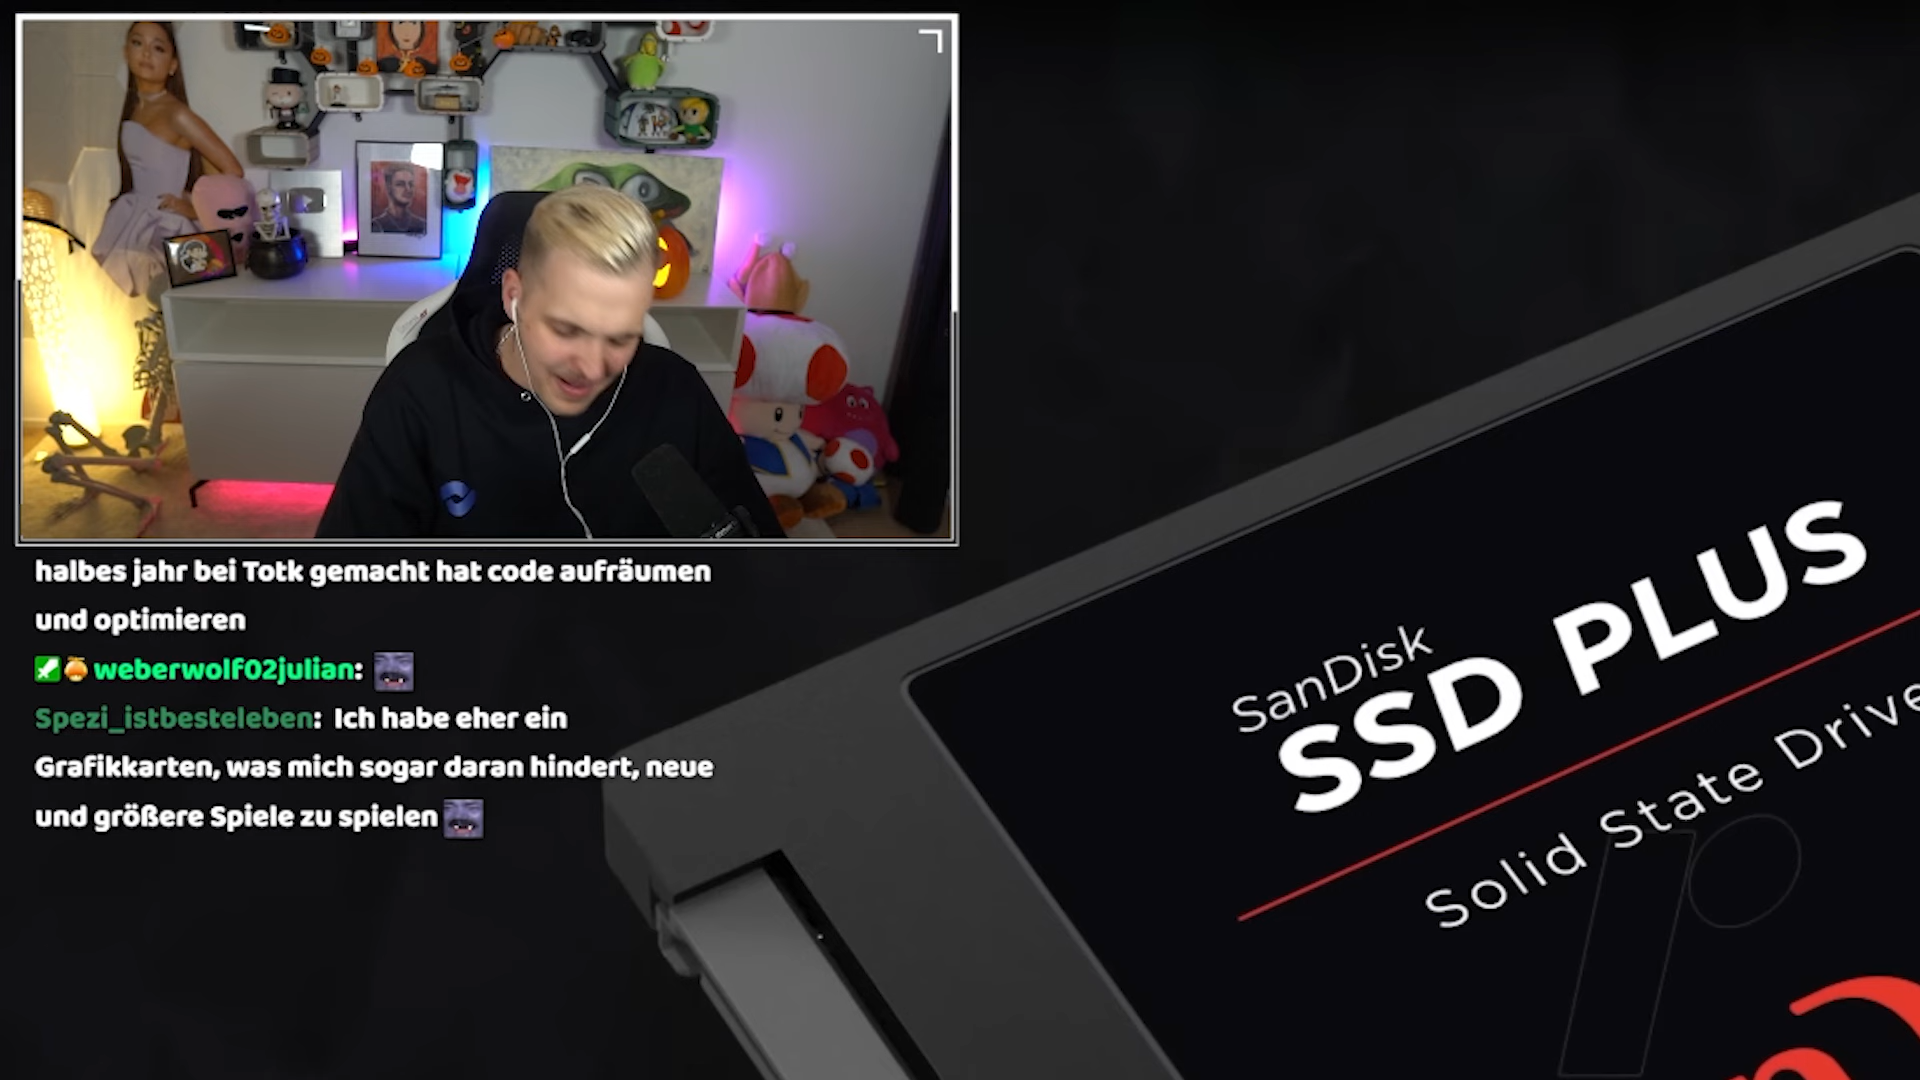 halbes jahr bei Totk gemacht hat code aufräumen
und optimieren
weberwolf02julian:
Spezi_istbesteleben: Ich habe eher ein
Grafikkarten, was mich sogar daran hindert, neue
und größere Spiele zu spielen
SanDisk
SSD PLUS
Solid State Drive